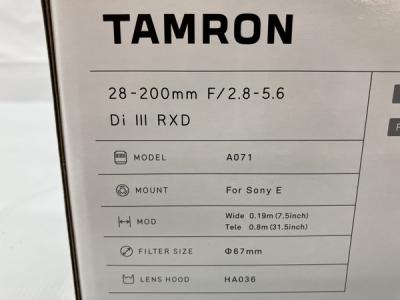 TAMRON
28-200mm F/2.8-5.6
Di III RXD
MODEL A071
MOUNT For Sony E
MOD Wide 0.19m (7.5inch)
Tele 0.8m (31.5inch)
FILTER SIZE Φ67mm
LENS HOOD HA036